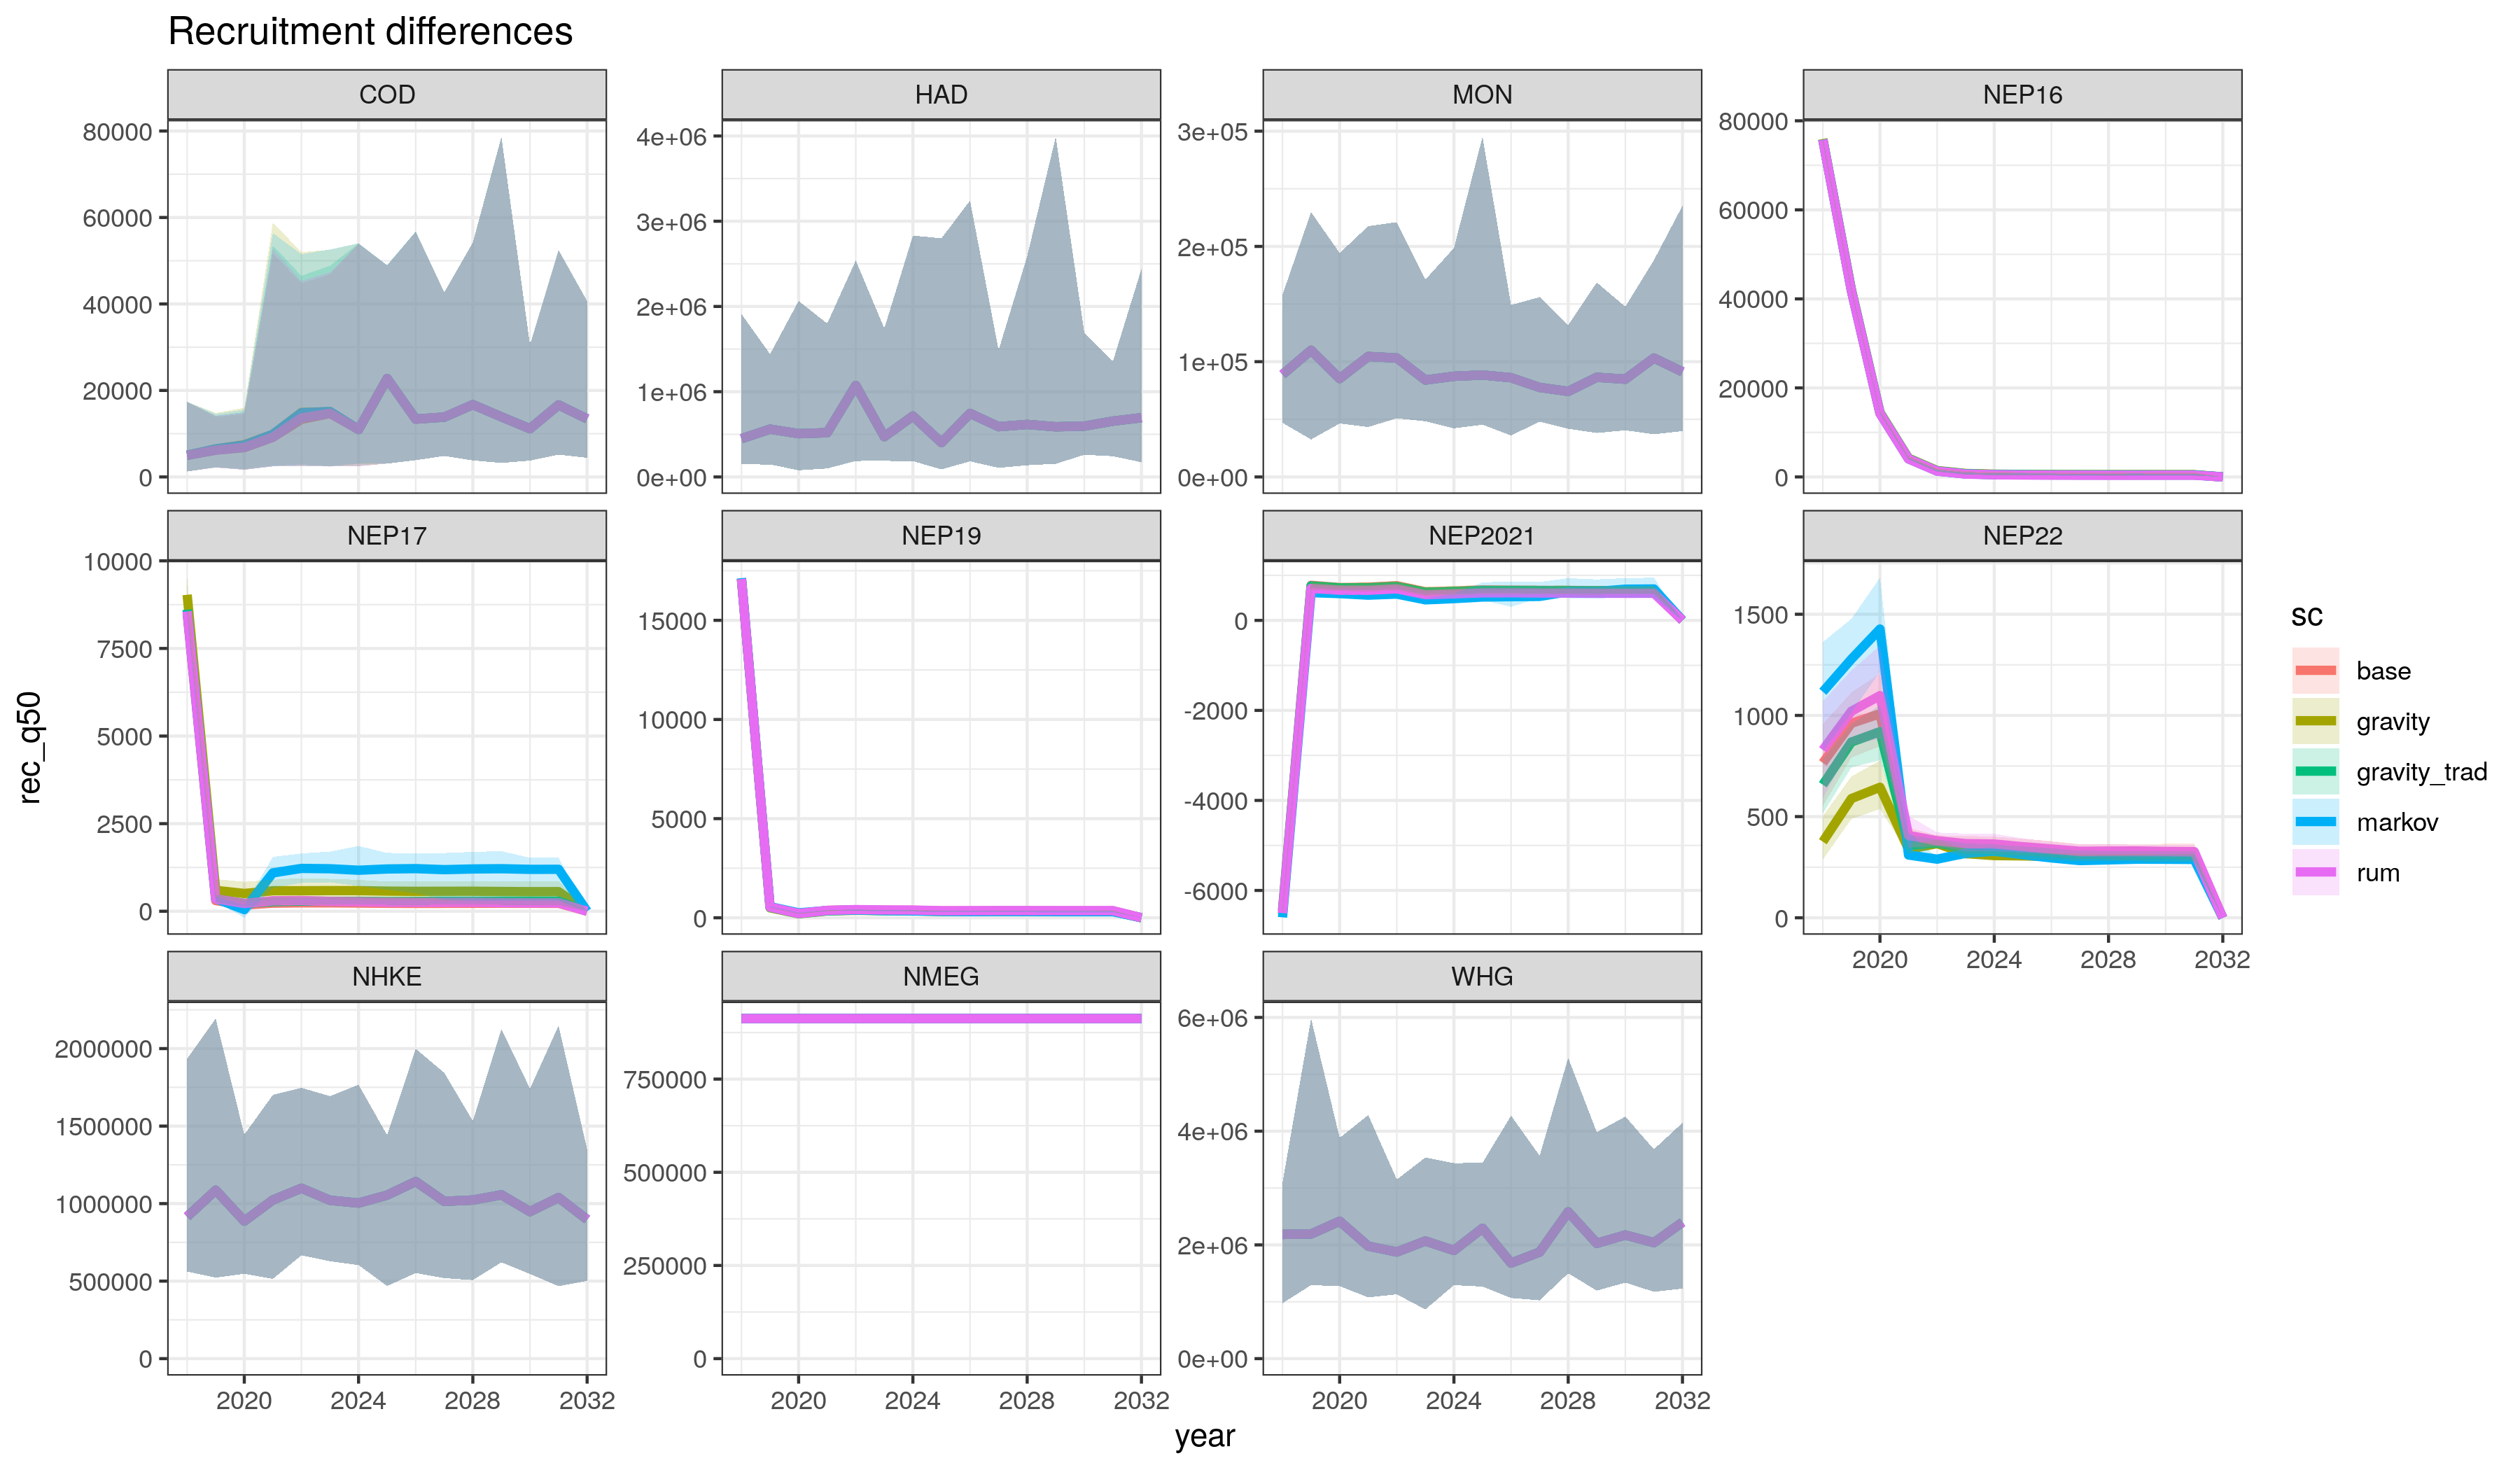 Recruitment differences
COD
HAD
MON
NEP16
80000
60000
40000
20000
0
4e+06
3e+06
2e+06
1e+06
0e+00
3e+05
2e+05
1e+05
0e+00
80000
60000
40000
20000
0
NEP17
NEP19
NEP2021
NEP22
10000
7500
5000
2500
0
15000
10000
5000
0
0
-2000
-4000
-6000
1500
1000
500
0
2020
2024
2028
2032
rec_q50
sc
base
gravity
gravity_trad
markov
rum
NHKE
NMEG
WHG
2000000
1500000
1000000
500000
0
750000
500000
250000
0
6e+06
4e+06
2e+06
0e+00
2020
2024
2028
2032
2020
2024
2028
2032
2020
2024
2028
2032
year